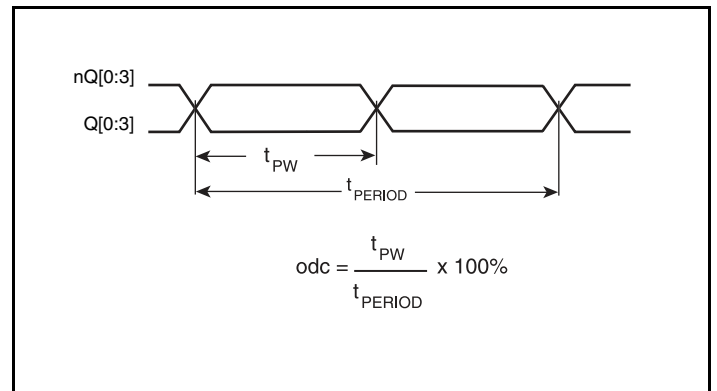 nQ[0:3]
Q[0:3]
tPW
tPERIOD
odc = tPW / tPERIOD x 100%